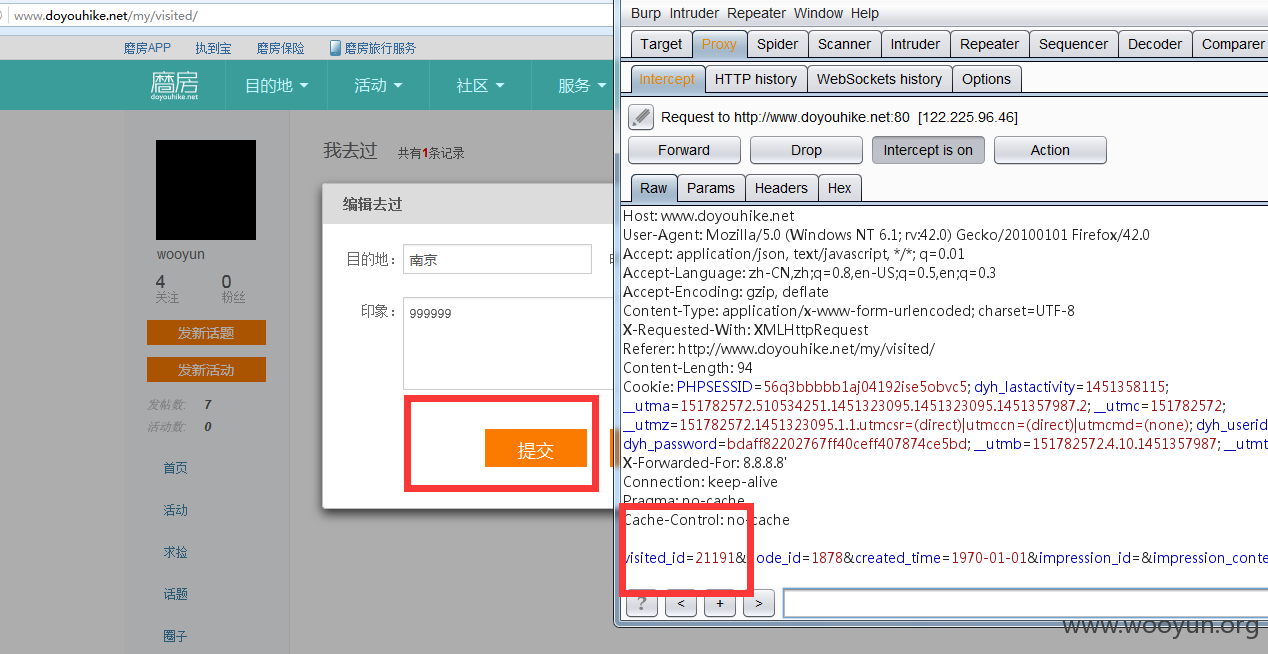 www.doyouhike.net/my/visited/
磨房APP 执到宝 磨房保险 磨房旅行服务
磨房 doyouhike.net 目的地 活动 社区 服务
wooyun
4 0
关注 粉丝
发新话题
发新活动
发帖数: 7
活动数: 0
首页
活动
求捡
话题
圈子
我去过 共有1条记录
编辑去过
目的地: 南京
印象: 999999
提交
Burp Intruder Repeater Window Help
Target Proxy Spider Scanner Intruder Repeater Sequencer Decoder Comparer
Intercept HTTP history WebSockets history Options
Request to http://www.doyouhike.net:80 [122.225.96.46]
Forward Drop Intercept is on Action
Raw Params Headers Hex
Host: www.doyouhike.net
User-Agent: Mozilla/5.0 (Windows NT 6.1; rv:42.0) Gecko/20100101 Firefox/42.0
Accept: application/json, text/javascript, */*; q=0.01
Accept-Language: zh-CN,zh;q=0.8,en-US;q=0.5,en;q=0.3
Accept-Encoding: gzip, deflate
Content-Type: application/x-www-form-urlencoded; charset=UTF-8
X-Requested-With: XMLHttpRequest
Referer: http://www.doyouhike.net/my/visited/
Content-Length: 94
Cookie: PHPSESSID=56q3bbbbb1aj04192ise5obvc5; dyh_lastactivity=1451358115;
__utma=151782572.510534251.1451323095.1451323095.1451357987.2; __utmc=151782572;
__utmz=151782572.1451323095.1.1.utmcsr=(direct)|utmccn=(direct)|utmcmd=(none); dyh_userid
dyh_password=bdaff82202767ff40ceff407874ce5bd; __utmb=151782572.4.10.1451357987; __utmt
X-Forwarded-For: 8.8.8.8'
Connection: keep-alive
Pragma: no-cache
Cache-Control: no-cache
visited_id=21191& ode_id=1878&created_time=1970-01-01&impression_id=&impression_conte
? < + >
www.wooyun.org